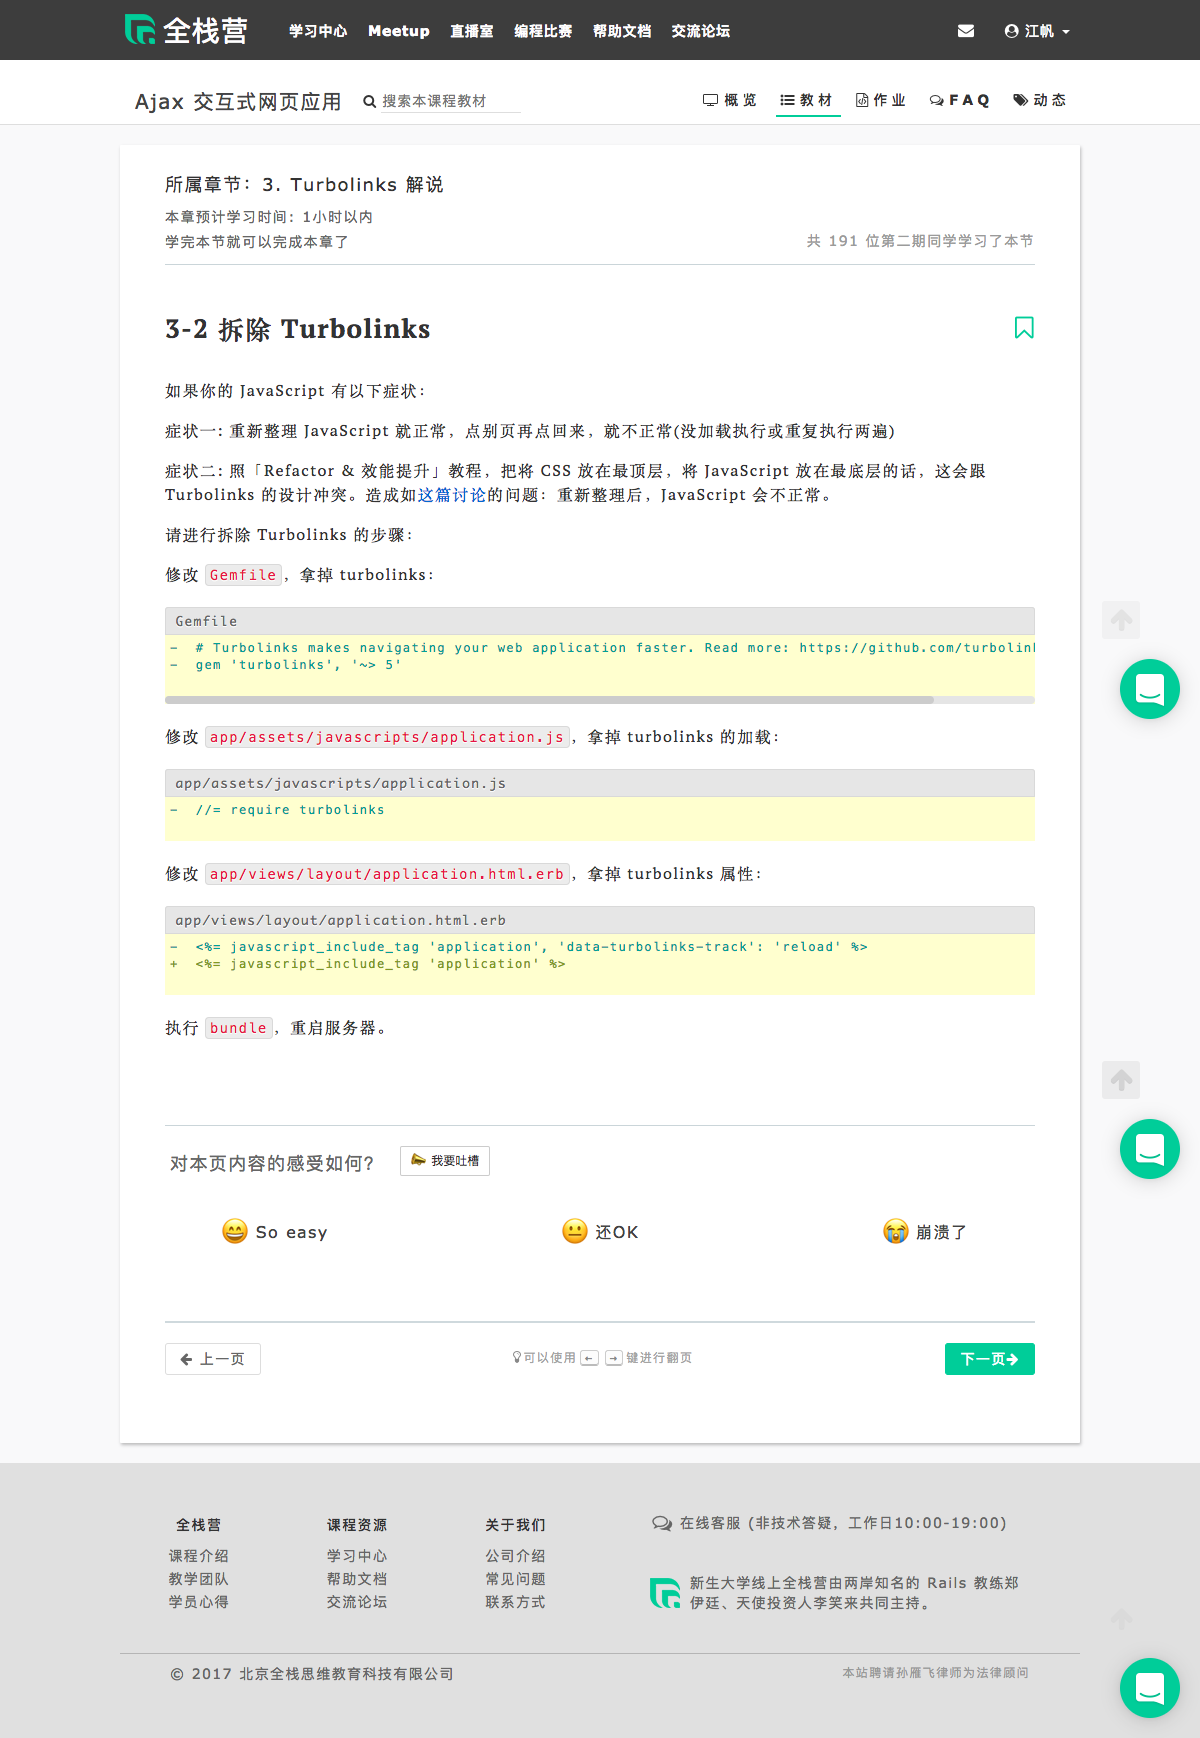 全栈营
学习中心 Meetup 直播室 编程比赛 帮助文档 交流论坛 江帆
Ajax 交互式网页应用 搜索本课程教材 概览 教材 作业 FAQ 动态
所属章节：3. Turbolinks 解说
本章预计学习时间：1小时以内
学完本节就可以完成本章了
共 191 位第二期同学学习了本节
3-2 拆除 Turbolinks
如果你的 JavaScript 有以下症状：
症状一: 重新整理 JavaScript 就正常，点别页再点回来，就不正常(没加载执行或重复执行两遍)
症状二: 照「Refactor & 效能提升」教程，把将 CSS 放在最顶层，将 JavaScript 放在最底层的话，这会跟
Turbolinks 的设计冲突。造成如这篇讨论的问题：重新整理后，JavaScript 会不正常。
请进行拆除 Turbolinks 的步骤：
修改 Gemfile，拿掉 turbolinks：
Gemfile
- # Turbolinks makes navigating your web application faster. Read more: https://github.com/turbolin
- gem 'turbolinks', '~> 5'
修改 app/assets/javascripts/application.js，拿掉 turbolinks 的加载：
app/assets/javascripts/application.js
- //= require turbolinks
修改 app/views/layout/application.html.erb，拿掉 turbolinks 属性：
app/views/layout/application.html.erb
- <%= javascript_include_tag 'application', 'data-turbolinks-track': 'reload' %>
+ <%= javascript_include_tag 'application' %>
执行 bundle，重启服务器。
对本页内容的感受如何? 我要吐槽
So easy 还OK 崩溃了
上一页 可以使用 ← → 键进行翻页 下一页
全栈营
课程介绍
教学团队
学员心得
课程资源
学习中心
帮助文档
交流论坛
关于我们
公司介绍
常见问题
联系方式
在线客服 (非技术答疑，工作日10:00-19:00)
新生大学线上全栈营由两岸知名的 Rails 教练郑
伊廷、天使投资人李笑来共同主持。
© 2017 北京全栈思维教育科技有限公司
本站聘请孙雁飞律师为法律顾问